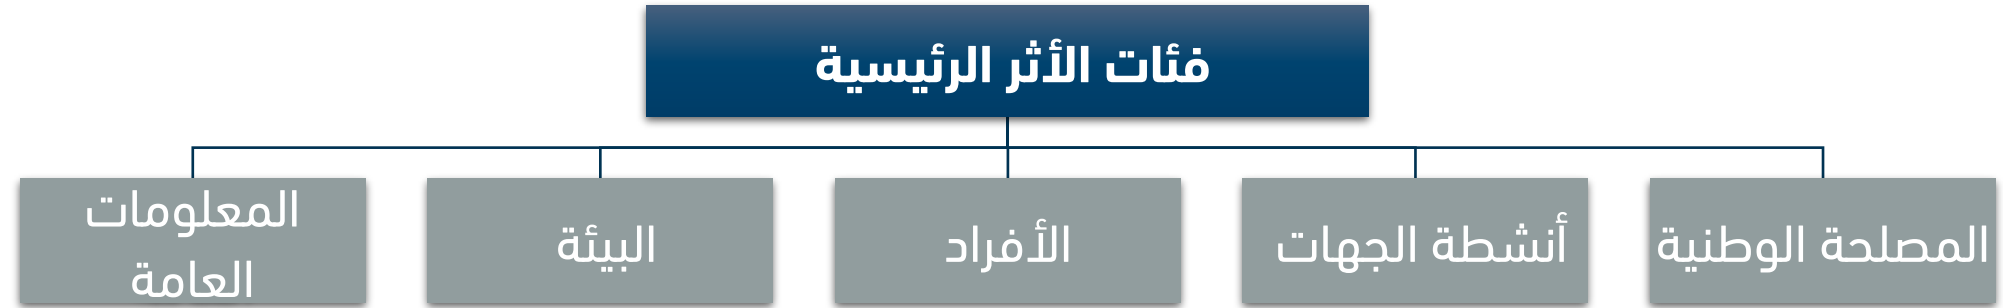 فئات الأثر الرئيسية
المصلحة الوطنية
أنشطة الجهات
الأفراد
البيئة
المعلومات
العامة